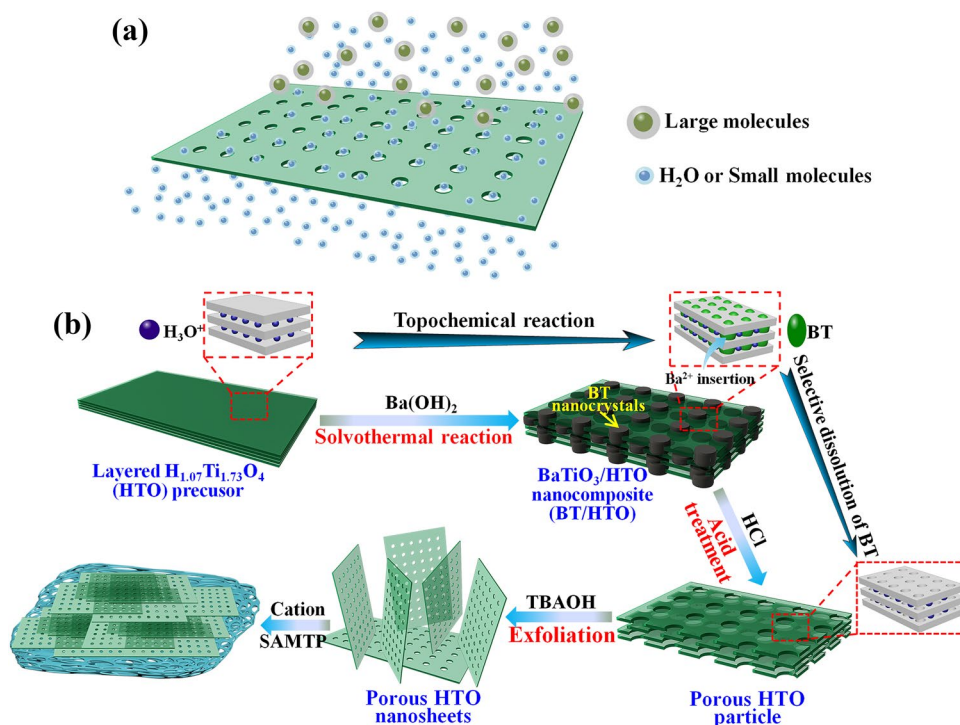 (a)
Large molecules
H₂O or Small molecules
(b)
H₃O⁺
Topochemical reaction
BT
Ba²⁺ insertion
Selective dissolution of BT
Ba(OH)₂
Solvothermal reaction
BT
nanocrystals
Layered H₁.₀₇Ti₁.₇₃O₄
(HTO) precusor
BaTiO₃/HTO
nanocomposite
(BT/HTO)
HCl
Acid
treatment
Cation
SAMTP
TBAOH
Exfoliation
Porous HTO
nanosheets
Porous HTO
particle